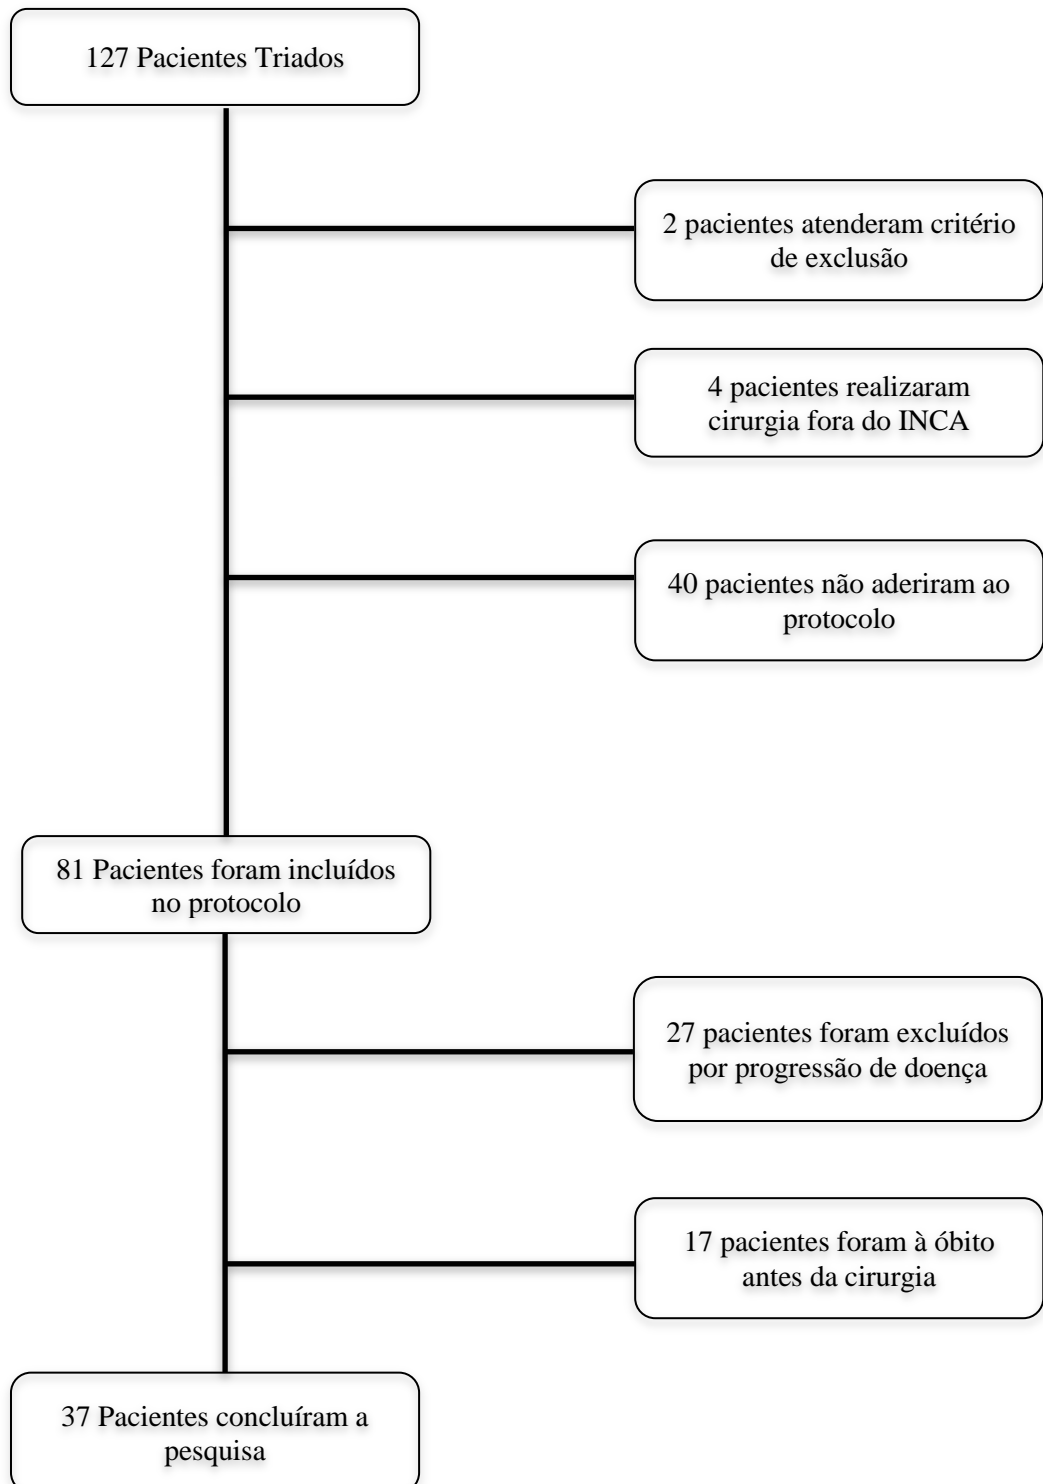 127 Pacientes Triados
2 pacientes atenderam critério
de exclusão
4 pacientes realizaram
cirurgia fora do INCA
40 pacientes não aderiram ao
protocolo
81 Pacientes foram incluídos
no protocolo
27 pacientes foram excluídos
por progressão de doença
17 pacientes foram à óbito
antes da cirurgia
37 Pacientes concluíram a
pesquisa